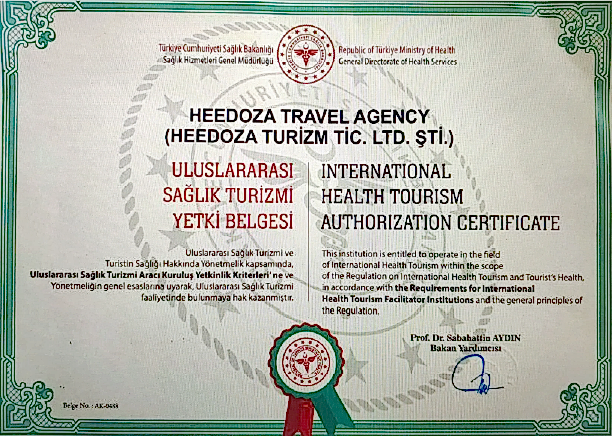 Türkiye Cumhuriyeti Sağlık Bakanlığı
Sağlık Hizmetleri Genel Müdürlüğü
Republic of Türkiye Ministry of Health
General Directorate of Health Services
HEEDOZA TRAVEL AGENCY
(HEEDOZA TURİZM TİC. LTD. ŞTİ.)
ULUSLARARASI
SAĞLIK TURİZMİ
YETKİ BELGESİ
INTERNATIONAL
HEALTH TOURISM
AUTHORIZATION CERTIFICATE
Uluslararası Sağlık Turizmi ve
Turistin Sağlığı Hakkında Yönetmelik kapsamında,
Uluslararası Sağlık Turizmi Aracı Kuruluş Yetkinlik Kriterleri'ne ve
Yönetmeliğin genel esaslarına uyarak, Uluslararası Sağlık Turizmi
faaliyetinde bulunmaya hak kazanmıştır.
This institution is entitled to operate in the field
of International Health Tourism within the scope
of the Regulation on International Health Tourism and Tourist's Health,
in accordance with the Requirements for International
Health Tourism Facilitator Institutions and the general principles of
the Regulation.
Prof. Dr. Sabahattin AYDIN
Bakan Yardımcısı
Belge No. : AK-0488